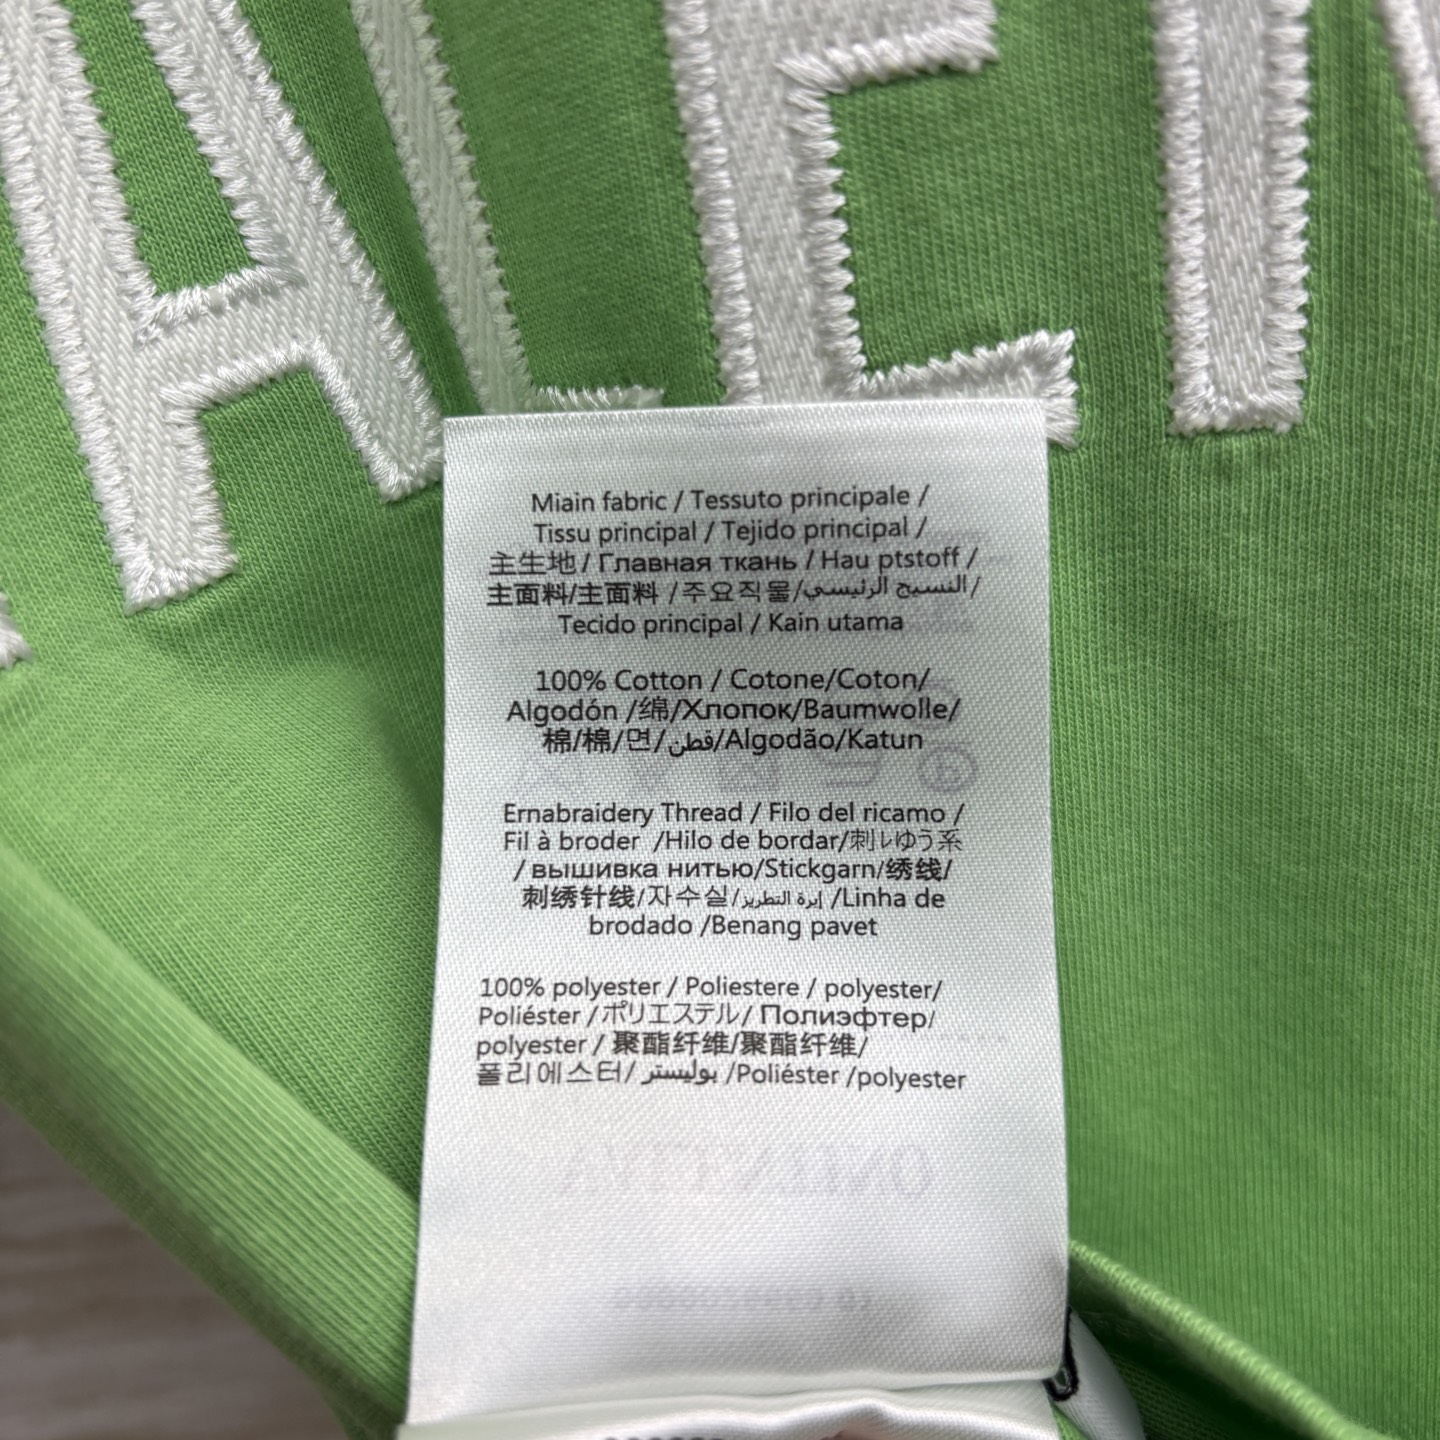 ALEN
Miain fabric / Tessuto principale /
Tissu principal / Tejido principal /
主生地 / Главная ткань / Hau ptstoff /
主面料/主面料 /주요직물/النسيج الرئيسي/
Tecido principal / Kain utama
100% Cotton / Cotone/Coton/
Algodón /綿/Хлопок/Baumwolle/
棉/棉/면/قطن/Algodão/Katun
Ernabraidery Thread / Filo del ricamo /
Fil à broder /Hilo de bordar/刺しゆう系
/ вышивка нитью/Stickgarn/绣线/
刺绣针线/자수실/إبرة التطريز /Linha de
brodado /Benang pavet
100% polyester / Poliestere / polyester/
Poliéster /ポリエステル/ Полиэфтер/
polyester / 聚酯纤维/聚酯纤维/
폴리에스터/ بوليستر /Poliéster /polyester